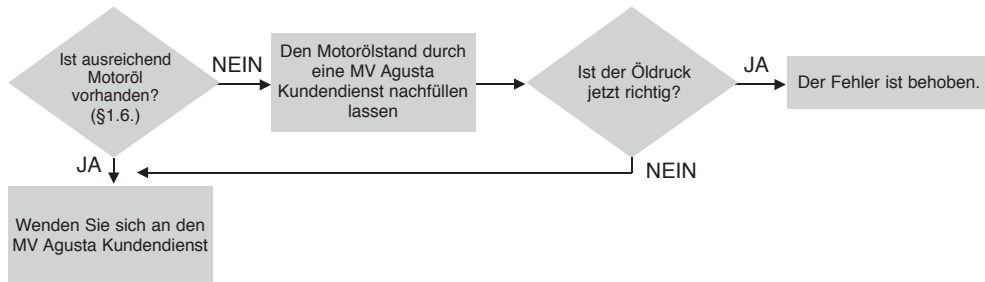 Ist ausreichend
Motoröl
vorhanden?
(§1.6.)
NEIN
Den Motorölstand durch
eine MV Agusta
Kundendienst nachfüllen
lassen
Ist der Öldruck
jetzt richtig?
JA
Der Fehler ist behoben.
JA
NEIN
Wenden Sie sich an den
MV Agusta Kundendienst